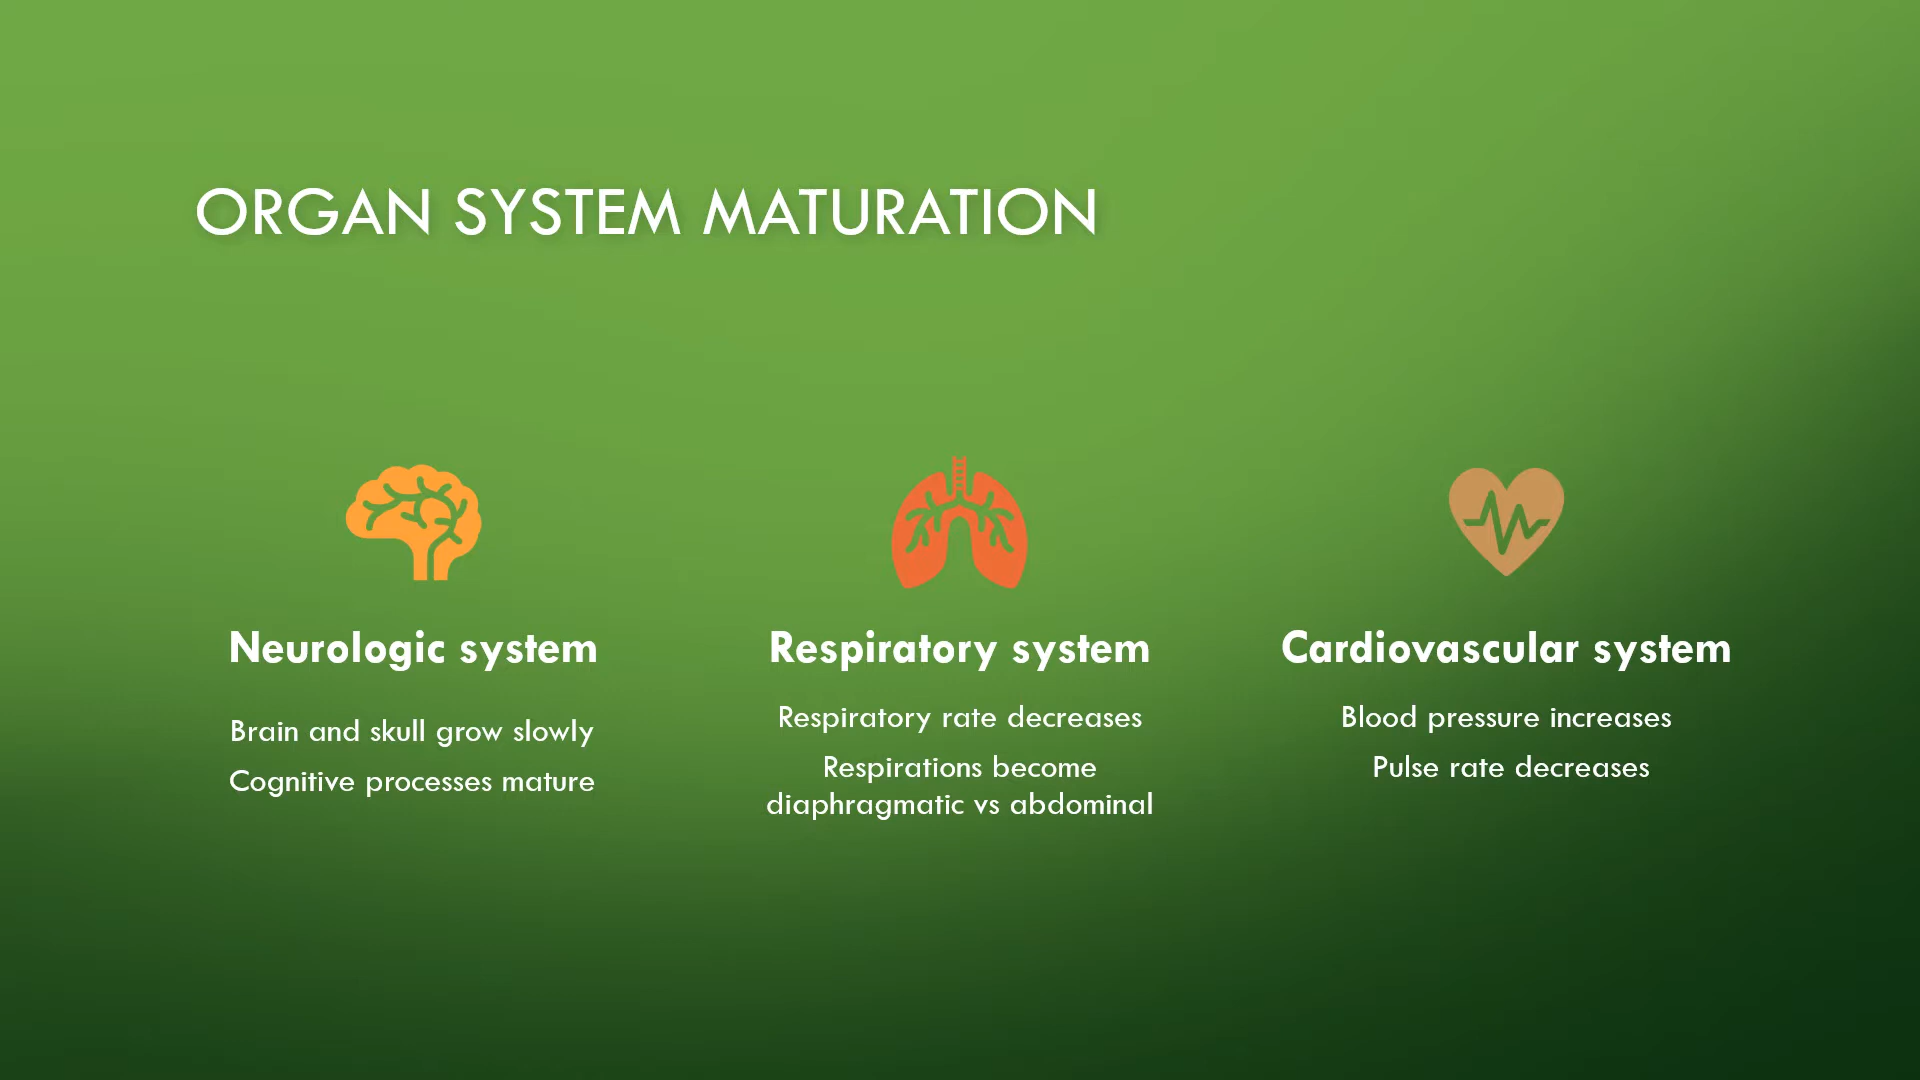 ORGAN SYSTEM MATURATION
Neurologic system
Brain and skull grow slowly
Cognitive processes mature
Respiratory system
Respiratory rate decreases
Respirations become
diaphragmatic vs abdominal
Cardiovascular system
Blood pressure increases
Pulse rate decreases